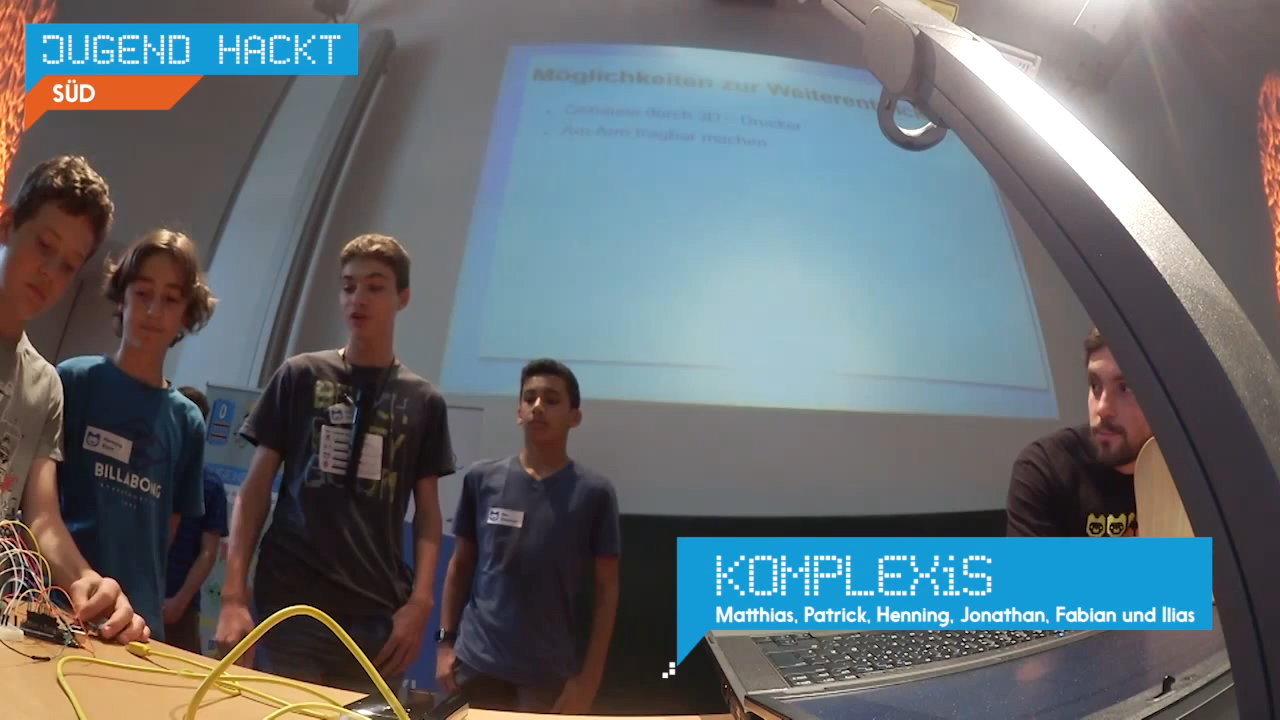 JUGEND HACKT
SÜD
Möglichkeiten zur Weiterentwick
Gehäuse durch 3D - Drucker
Am Arm tragbar machen
BILLABONG
KOMPLEXiS
Matthias, Patrick, Henning, Jonathan, Fabian und Ilias